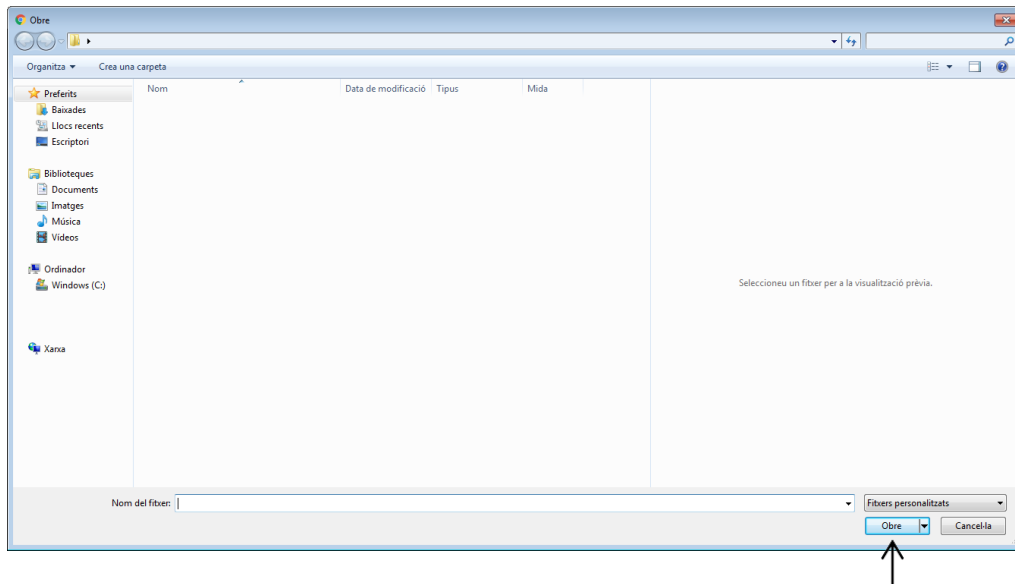 Obre
Organitza Crea una carpeta
Nom Data de modificació Tipus Mida
Preferits
Baixades
Llocs recents
Escriptori
Biblioteques
Documents
Imatges
Música
Vídeos
Ordinador
Windows (C:)
Xarxa
Seleccioneu un fitxer per a la visualització prèvia.
Nom del fitxer: Fitxers personalitzats
Obre Cancel·la